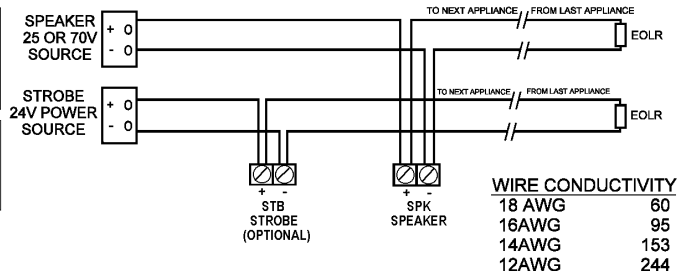 TO NEXT APPLIANCE FROM LAST APPLIANCE
SPEAKER
25 OR 70V
SOURCE
+ O
- O
EOLR
STROBE
24V POWER
SOURCE
+ O
- O
TO NEXT APPLIANCE FROM LAST APPLIANCE
EOLR
+ -
STB
STROBE
(OPTIONAL)
+ -
SPK
SPEAKER
WIRE CONDUCTIVITY
18 AWG 60
16AWG 95
14AWG 153
12AWG 244